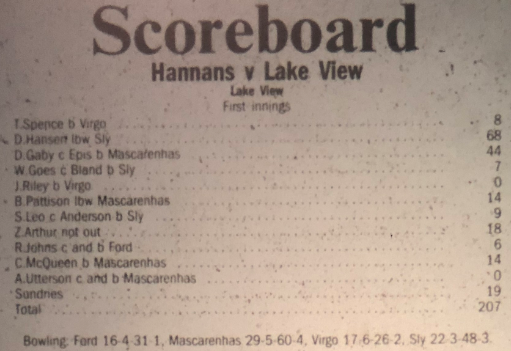 Scoreboard
Hannans v Lake View
Lake View
First innings
T.Spence b Virgo 8
D.Hansen lbw Sly 68
D.Gaby c Epis b Mascarenhas 44
W.Goes c Bland b Sly 7
J.Riley b Virgo 0
B.Pattison lbw Mascarenhas 14
S.Leo c Anderson b Sly 9
Z.Arthur not out 18
R.Johns c and b Ford 6
C.McQueen b Mascarenhas 14
A.Utterson c and b Mascarenhas 0
Sundries 19
Total 207
Bowling: Ford 16-4-31-1, Mascarenhas 29-5-60-4, Virgo 17-6-26-2, Sly 22-3-48-3.